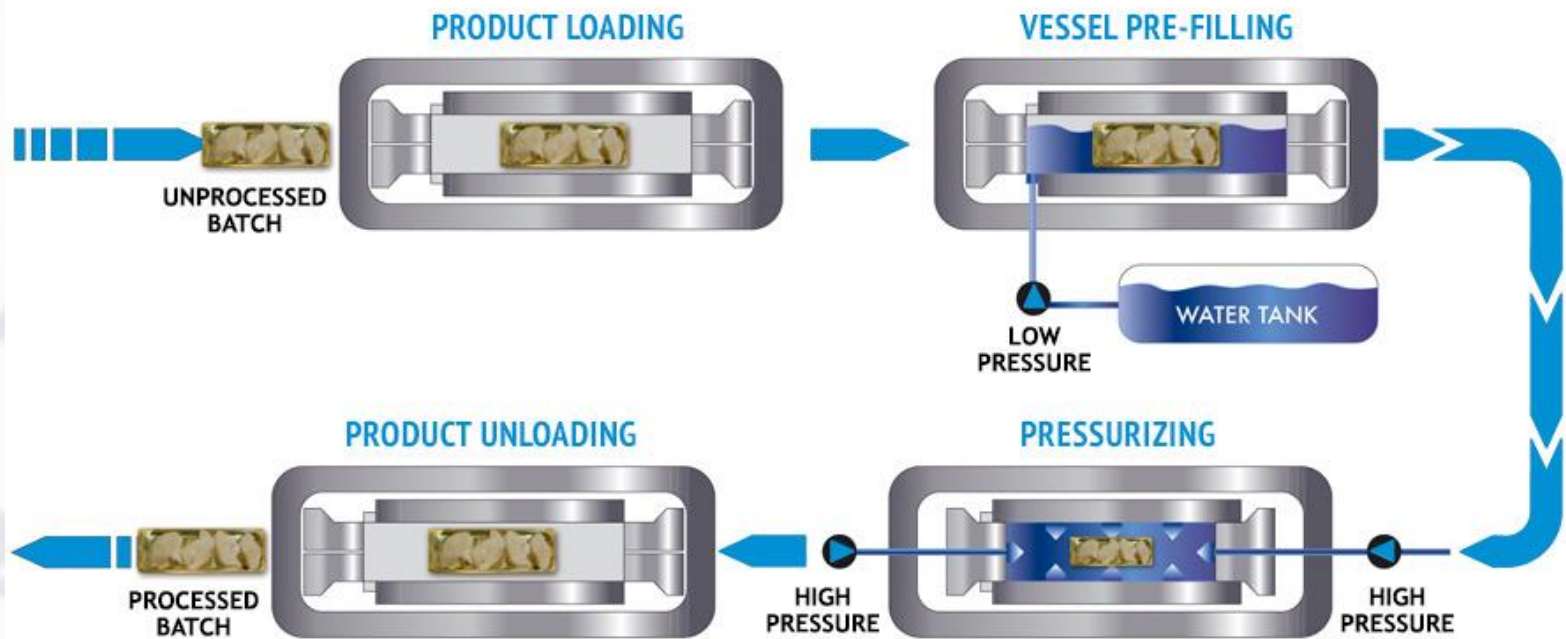 PRODUCT LOADING
VESSEL PRE-FILLING
UNPROCESSED
BATCH
WATER TANK
LOW
PRESSURE
PRODUCT UNLOADING
PRESSURIZING
PROCESSED
BATCH
HIGH
PRESSURE
HIGH
PRESSURE